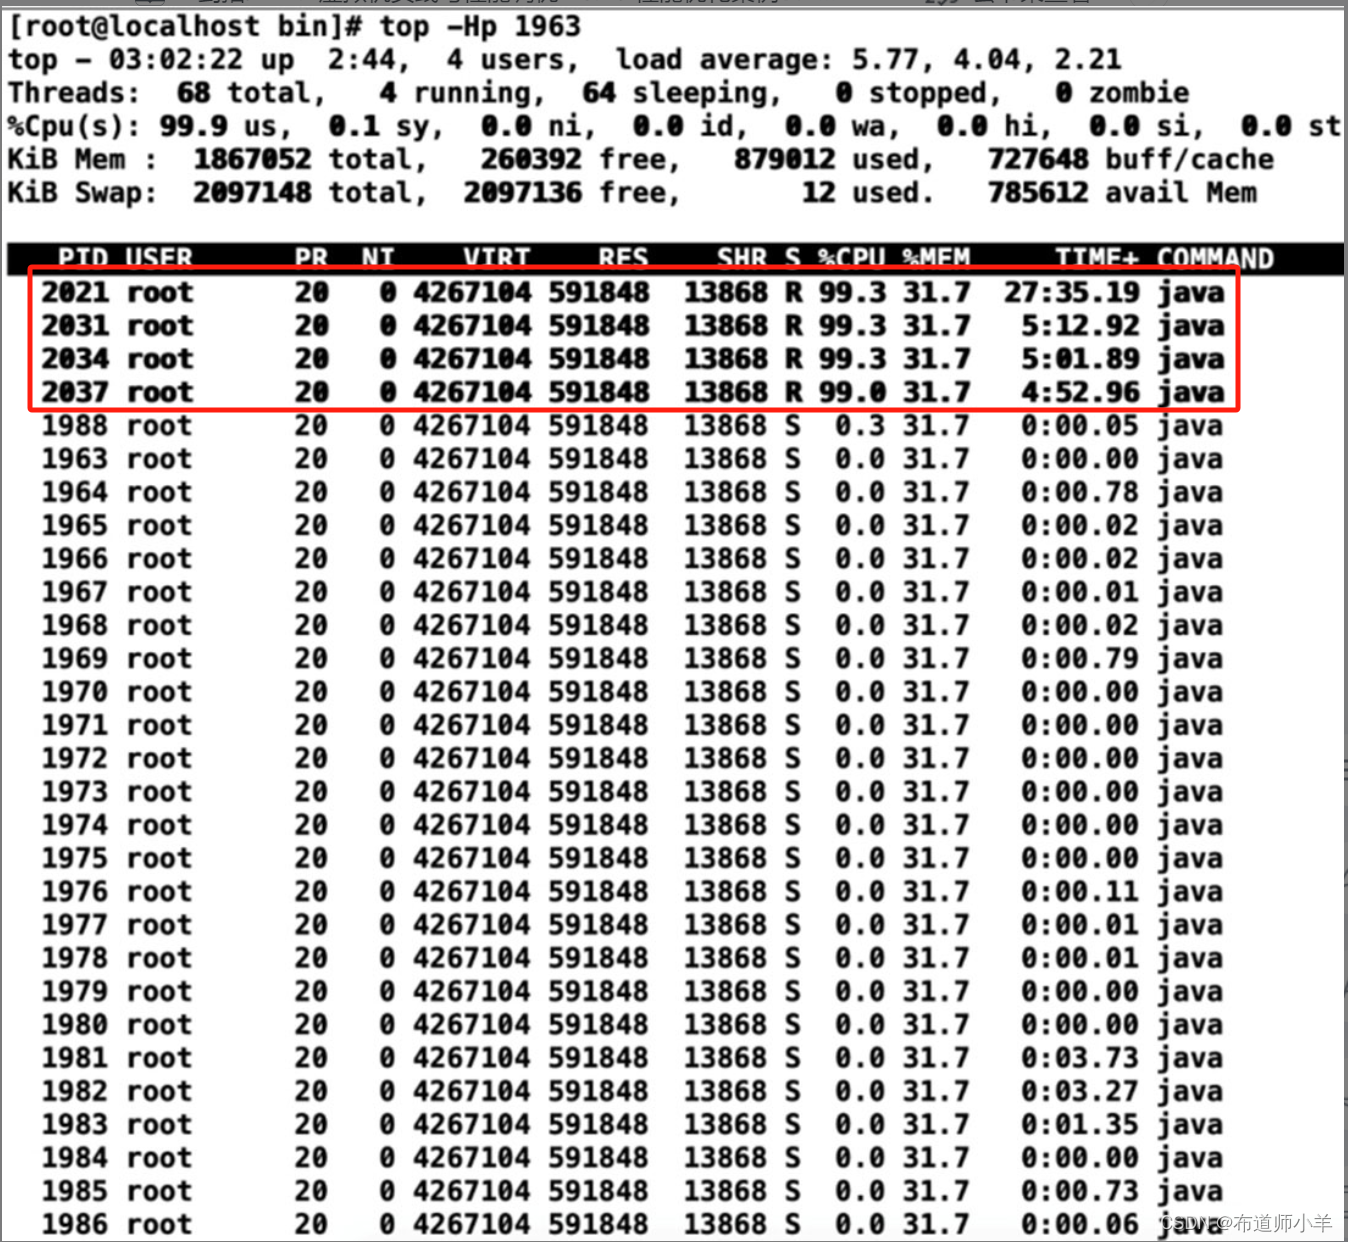 [root@localhost bin]# top -Hp 1963
top - 03:02:22 up  2:44,  4 users,  load average: 5.77, 4.04, 2.21
Threads:  68 total,   4 running,  64 sleeping,   0 stopped,   0 zombie
%Cpu(s): 99.9 us,  0.1 sy,  0.0 ni,  0.0 id,  0.0 wa,  0.0 hi,  0.0 si,  0.0 st
KiB Mem :  1867052 total,   260392 free,   879012 used,   727648 buff/cache
KiB Swap:  2097148 total,  2097136 free,       12 used.   785612 avail Mem
PID USER PR NI VIRT RES SHR S %CPU %MEM TIME+ COMMAND
2021 root 20 0 4267104 591848 13868 R 99.3 31.7 27:35.19 java
2031 root 20 0 4267104 591848 13868 R 99.3 31.7 5:12.92 java
2034 root 20 0 4267104 591848 13868 R 99.3 31.7 5:01.89 java
2037 root 20 0 4267104 591848 13868 R 99.0 31.7 4:52.96 java
1988 root 20 0 4267104 591848 13868 S 0.3 31.7 0:00.05 java
1963 root 20 0 4267104 591848 13868 S 0.0 31.7 0:00.00 java
1964 root 20 0 4267104 591848 13868 S 0.0 31.7 0:00.78 java
1965 root 20 0 4267104 591848 13868 S 0.0 31.7 0:00.02 java
1966 root 20 0 4267104 591848 13868 S 0.0 31.7 0:00.02 java
1967 root 20 0 4267104 591848 13868 S 0.0 31.7 0:00.01 java
1968 root 20 0 4267104 591848 13868 S 0.0 31.7 0:00.02 java
1969 root 20 0 4267104 591848 13868 S 0.0 31.7 0:00.79 java
1970 root 20 0 4267104 591848 13868 S 0.0 31.7 0:00.00 java
1971 root 20 0 4267104 591848 13868 S 0.0 31.7 0:00.00 java
1972 root 20 0 4267104 591848 13868 S 0.0 31.7 0:00.00 java
1973 root 20 0 4267104 591848 13868 S 0.0 31.7 0:00.00 java
1974 root 20 0 4267104 591848 13868 S 0.0 31.7 0:00.00 java
1975 root 20 0 4267104 591848 13868 S 0.0 31.7 0:00.00 java
1976 root 20 0 4267104 591848 13868 S 0.0 31.7 0:00.11 java
1977 root 20 0 4267104 591848 13868 S 0.0 31.7 0:00.01 java
1978 root 20 0 4267104 591848 13868 S 0.0 31.7 0:00.01 java
1979 root 20 0 4267104 591848 13868 S 0.0 31.7 0:00.00 java
1980 root 20 0 4267104 591848 13868 S 0.0 31.7 0:00.00 java
1981 root 20 0 4267104 591848 13868 S 0.0 31.7 0:03.73 java
1982 root 20 0 4267104 591848 13868 S 0.0 31.7 0:03.27 java
1983 root 20 0 4267104 591848 13868 S 0.0 31.7 0:01.35 java
1984 root 20 0 4267104 591848 13868 S 0.0 31.7 0:00.00 java
1985 root 20 0 4267104 591848 13868 S 0.0 31.7 0:00.73 java
1986 root 20 0 4267104 591848 13868 S 0.0 31.7 0:00.06 java
CSDN @布道师小羊